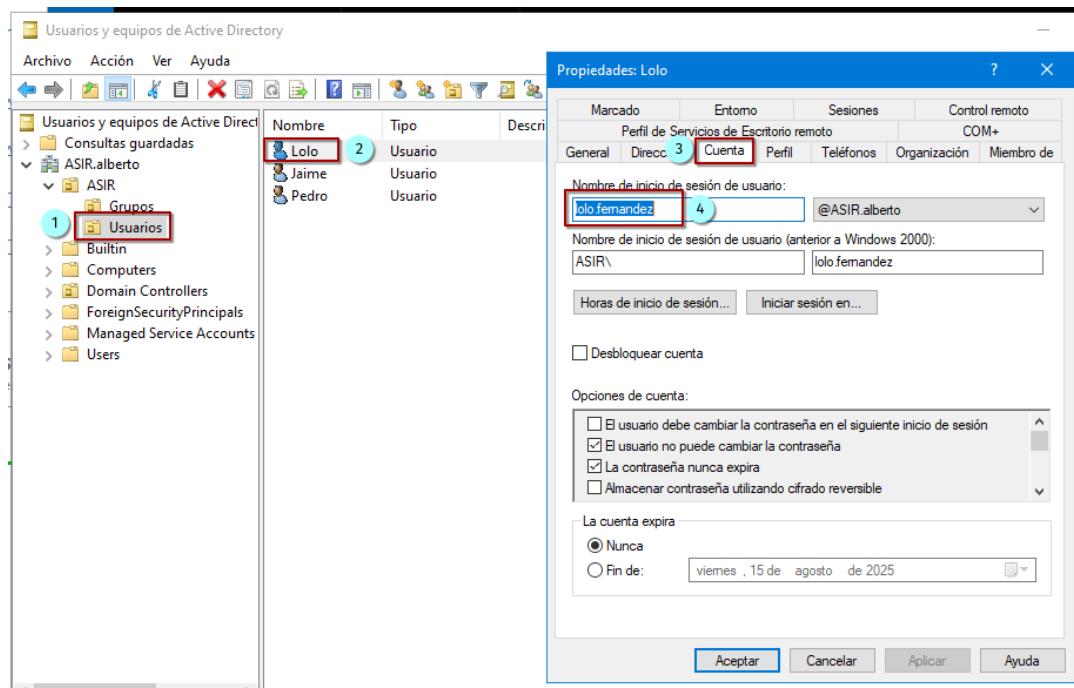 Usuarios y equipos de Active Directory
Archivo Acción Ver Ayuda
Usuarios y equipos de Active Direct
Consultas guardadas
ASIR.alberto
ASIR
Grupos
1
Usuarios
Builtin
Computers
Domain Controllers
ForeignSecurityPrincipals
Managed Service Accounts
Users
Nombre Tipo Descri
Lolo 2 Usuario
Jaime Usuario
Pedro Usuario
Propiedades: Lolo ?
Marcado Entorno Sesiones Control remoto
Perfil de Servicios de Escritorio remoto COM+
General Direcc 3 Cuenta Perfil Teléfonos Organización Miembro de
Nombre de inicio de sesión de usuario:
lolo.fernandez 4 @ASIR.alberto
Nombre de inicio de sesión de usuario (anterior a Windows 2000):
ASIR\ lolo.fernandez
Horas de inicio de sesión... Iniciar sesión en...
Desbloquear cuenta
Opciones de cuenta:
El usuario debe cambiar la contraseña en el siguiente inicio de sesión
El usuario no puede cambiar la contraseña
La contraseña nunca expira
Almacenar contraseña utilizando cifrado reversible
La cuenta expira
Nunca
Fin de: viernes , 15 de agosto de 2025
Aceptar Cancelar Aplicar Ayuda